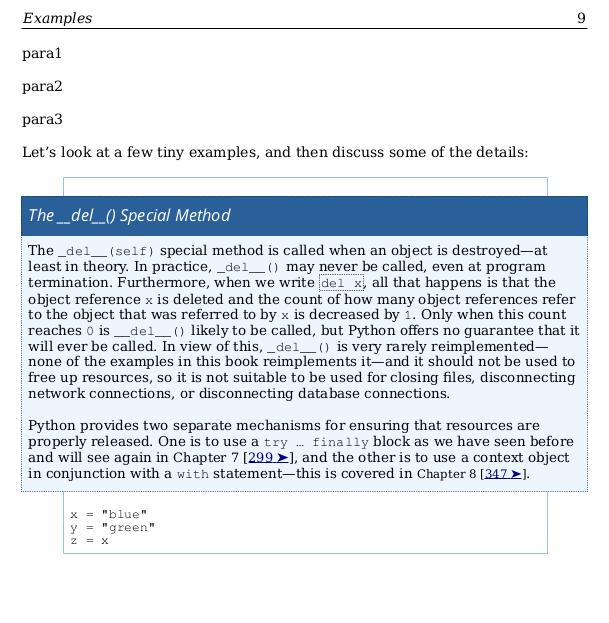 Examples 9
para1
para2
para3
Let’s look at a few tiny examples, and then discuss some of the details:
The __del__() Special Method
The _del__(self) special method is called when an object is destroyed—at
least in theory. In practice, _del__() may never be called, even at program
termination. Furthermore, when we write del x, all that happens is that the
object reference x is deleted and the count of how many object references refer
to the object that was referred to by x is decreased by 1. Only when this count
reaches 0 is __del__() likely to be called, but Python offers no guarantee that it
will ever be called. In view of this, _del__() is very rarely reimplemented—
none of the examples in this book reimplements it—and it should not be used to
free up resources, so it is not suitable to be used for closing files, disconnecting
network connections, or disconnecting database connections.
Python provides two separate mechanisms for ensuring that resources are
properly released. One is to use a try … finally block as we have seen before
and will see again in Chapter 7 [299 ➤], and the other is to use a context object
in conjunction with a with statement—this is covered in Chapter 8 [347 ➤].
x = "blue"
y = "green"
z = x